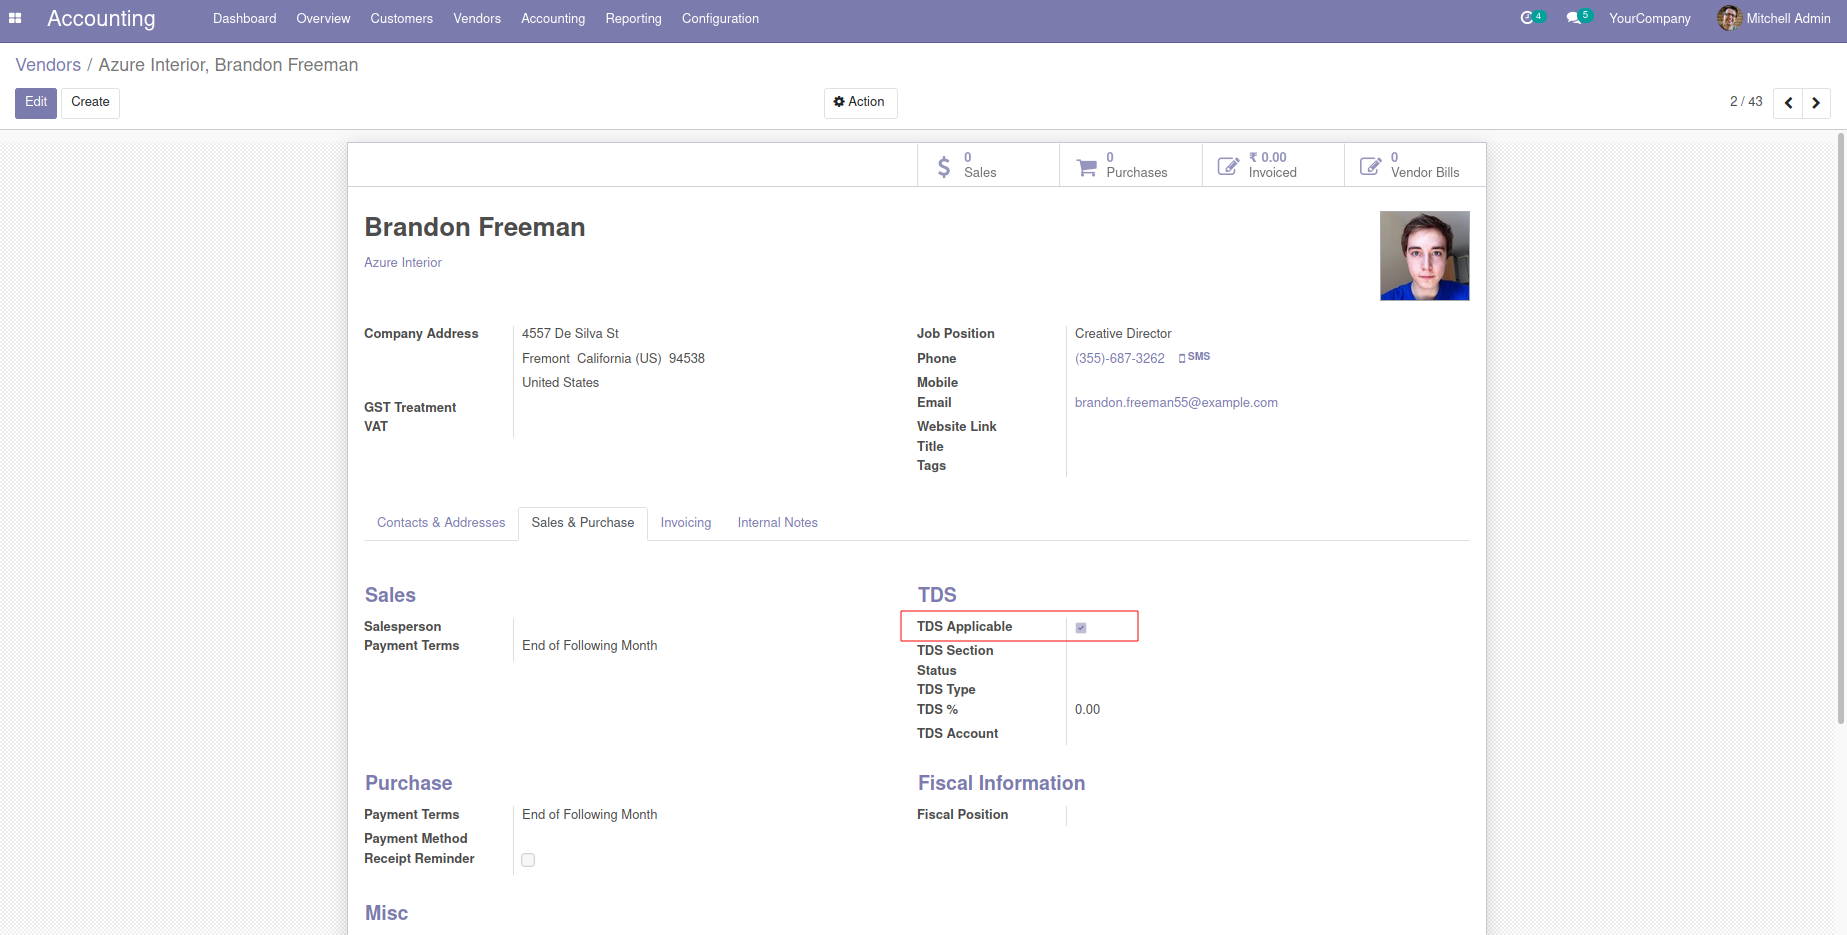 Accounting Dashboard Overview Customers Vendors Accounting Reporting Configuration 4 5 YourCompany Mitchell Admin
Vendors / Azure Interior, Brandon Freeman
Edit Create Action 2 / 43
0 Sales 0 Purchases ₹ 0.00 Invoiced 0 Vendor Bills
Brandon Freeman
Azure Interior
Company Address 4557 De Silva St
Fremont California (US) 94538
United States
GST Treatment
VAT
Job Position Creative Director
Phone (355)-687-3262 SMS
Mobile
Email brandon.freeman55@example.com
Website Link
Title
Tags
Contacts & Addresses Sales & Purchase Invoicing Internal Notes
Sales
Salesperson
Payment Terms End of Following Month
TDS
TDS Applicable
TDS Section
Status
TDS Type
TDS % 0.00
TDS Account
Purchase
Payment Terms End of Following Month
Payment Method
Receipt Reminder
Fiscal Information
Fiscal Position
Misc